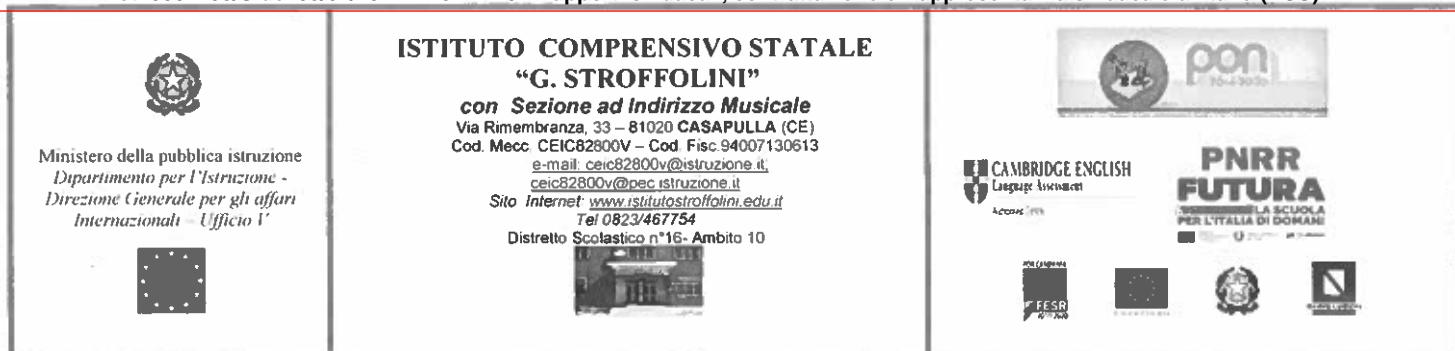 Ministero della pubblica istruzione
Dipartimento per l'Istruzione -
Direzione Generale per gli affari
Internazionali – Ufficio V
ISTITUTO COMPRENSIVO STATALE
“G. STROFFOLINI”
con Sezione ad Indirizzo Musicale
Via Rimembranza, 33 – 81020 CASAPULLA (CE)
Cod. Mecc. CEIC82800V – Cod. Fisc.94007130613
e-mail: ceic82800v@istruzione.it;
ceic82800v@pec.istruzione.it
Sito Internet: www.istitutostroffolini.edu.it
Tel 0823/467754
Distretto Scolastico n°16- Ambito 10
pon
CAMBRIDGE ENGLISH
Language Assessment
PNRR
FUTURA
LA SCUOLA
PER L'ITALIA DI DOMANI
POR CAMPANIA
FESR